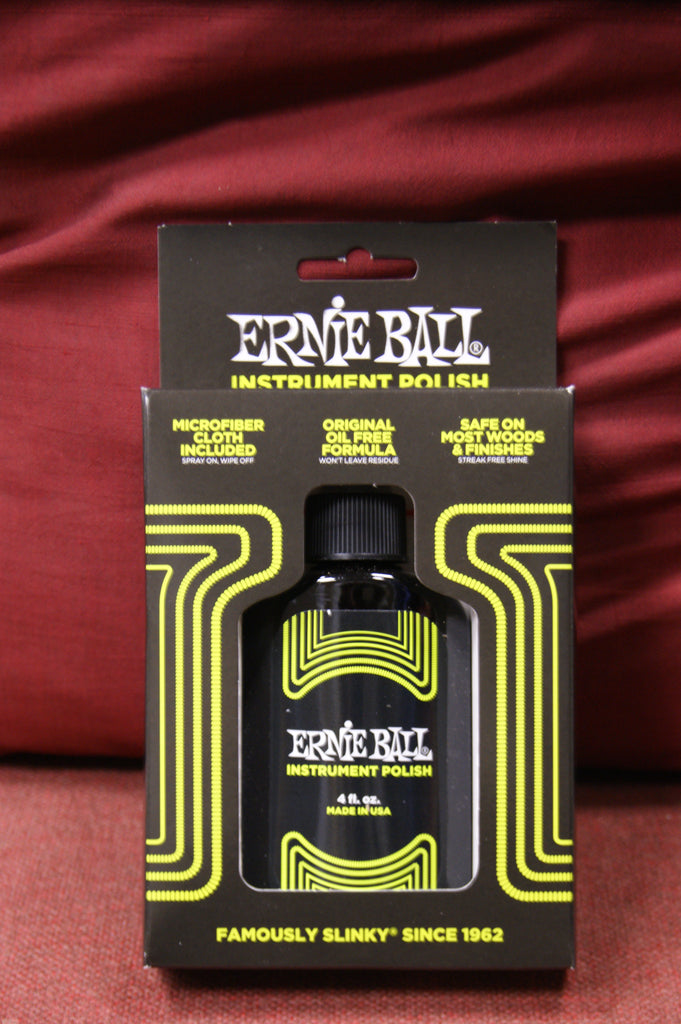 ERNIE BALL®
INSTRUMENT POLISH
MICROFIBER
CLOTH
INCLUDED
SPRAY ON, WIPE OFF
ORIGINAL
OIL FREE
FORMULA
WON'T LEAVE RESIDUE
SAFE ON
MOST WOODS
& FINISHES
STREAK FREE SHINE
ERNIE BALL®
INSTRUMENT POLISH
4 fl. oz.
MADE IN USA
FAMOUSLY SLINKY® SINCE 1962